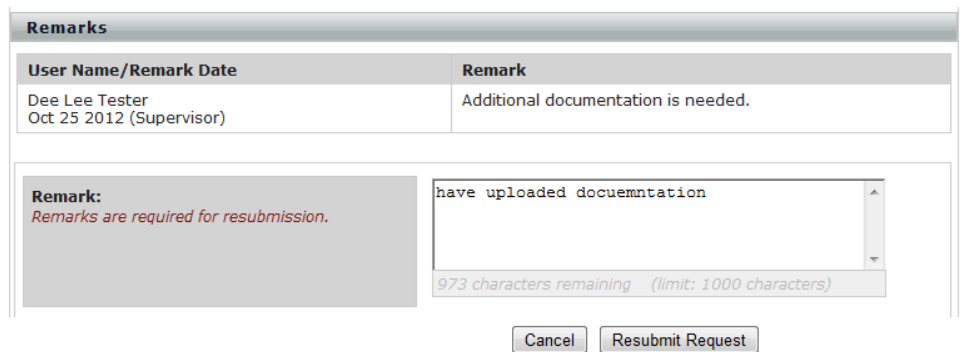 Remarks
User Name/Remark Date Remark
Dee Lee Tester Additional documentation is needed.
Oct 25 2012 (Supervisor)
Remark: have uploaded docuemntation
Remarks are required for resubmission.
973 characters remaining (limit: 1000 characters)
Cancel Resubmit Request